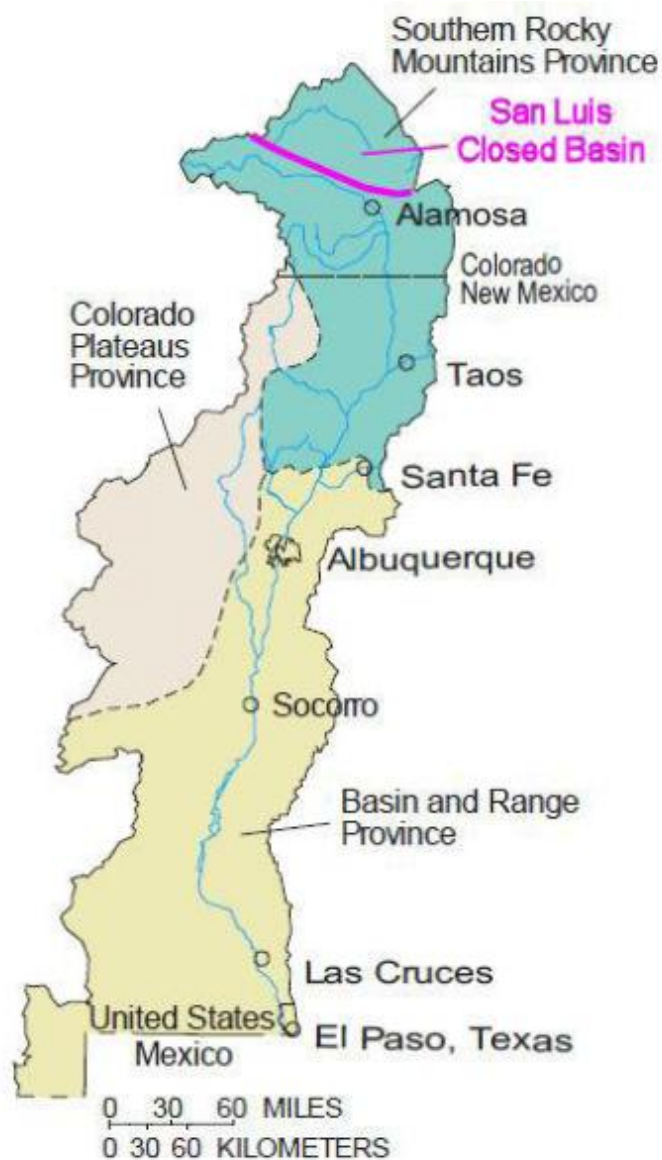 Southern Rocky
Mountains Province
San Luis
Closed Basin
Alamosa
Colorado
New Mexico
Colorado
Plateaus
Province
Taos
Santa Fe
Albuquerque
Socorro
Basin and Range
Province
Las Cruces
United States
Mexico
El Paso, Texas
0 30 60 MILES
0 30 60 KILOMETERS